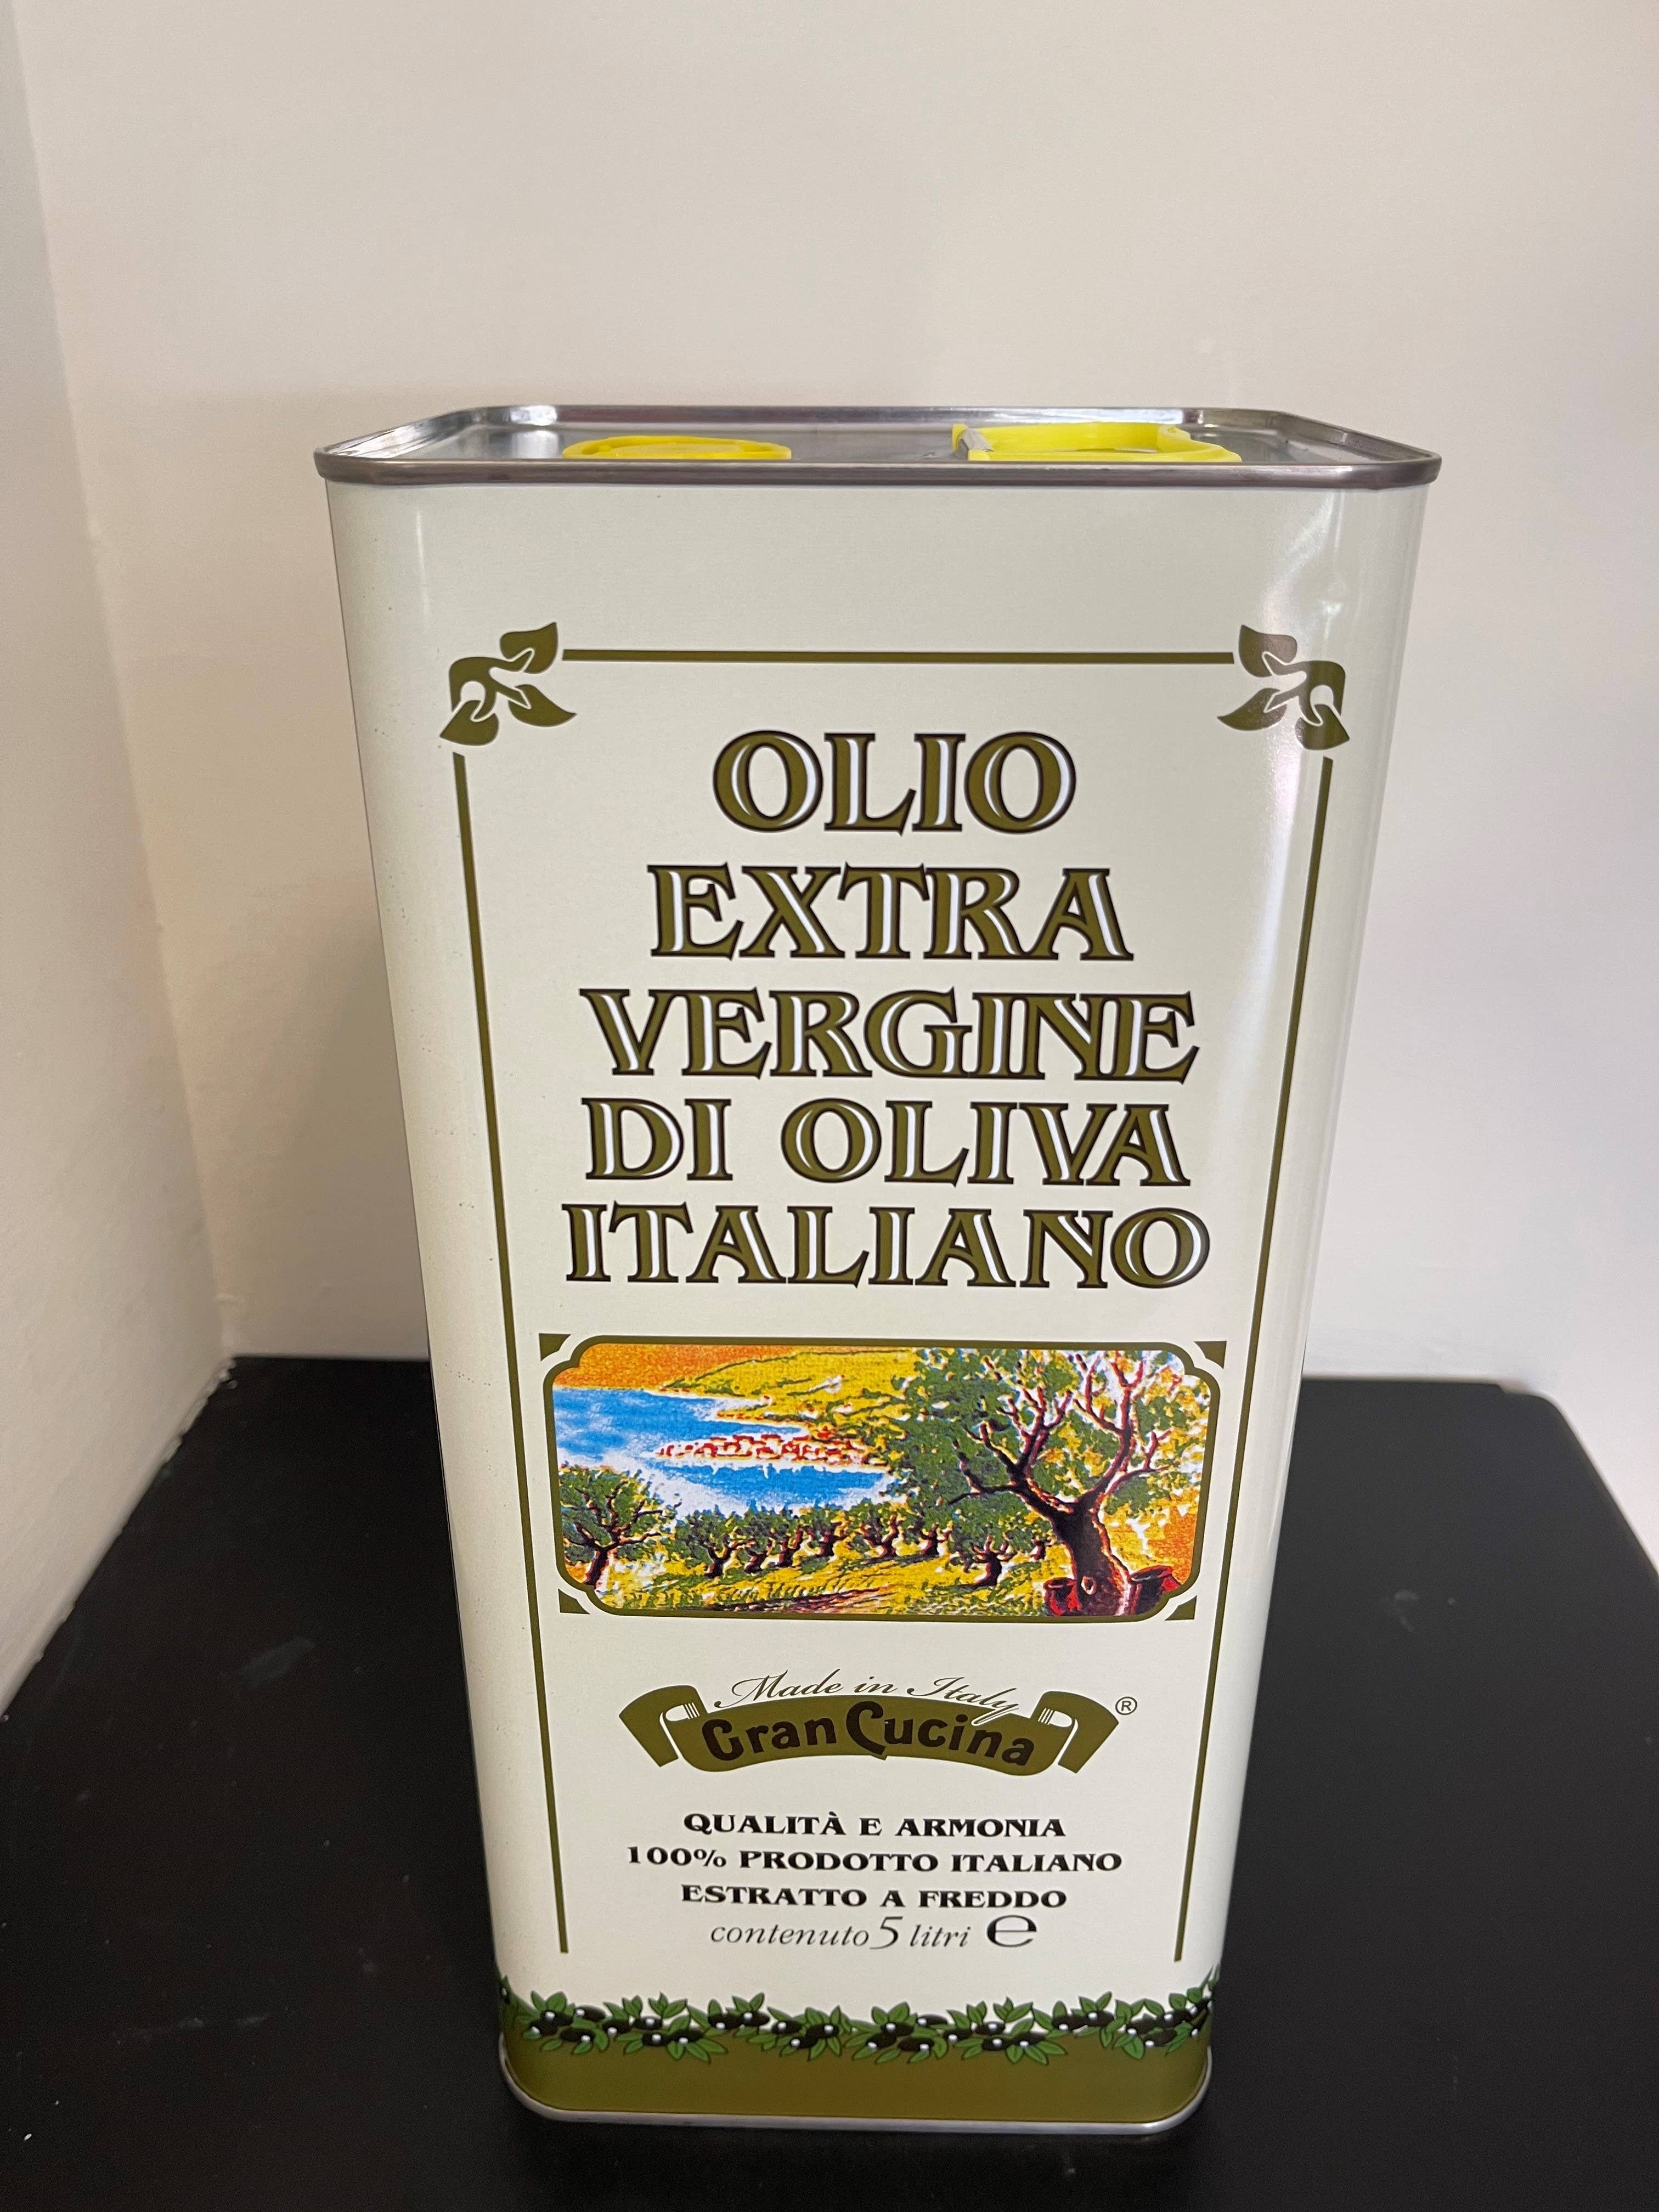 OLIO
EXTRA
VERGINE
DI OLIVA
ITALIANO
Made in Italy
Gran Cucina ®
QUALITÀ E ARMONIA
100% PRODOTTO ITALIANO
ESTRATTO A FREDDO
contenuto 5 litri ℮